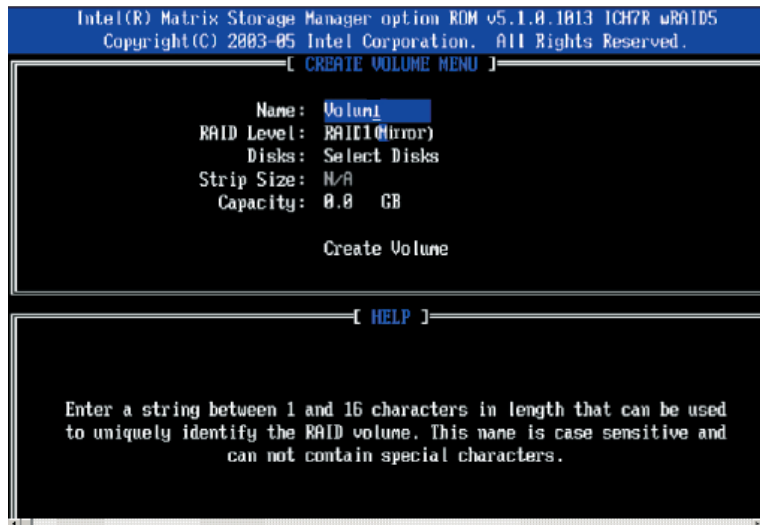 Intel(R) Matrix Storage Manager option ROM v5.1.0.1013 ICH7R wRAID5
Copyright(C) 2003-05 Intel Corporation. All Rights Reserved.
[ CREATE VOLUME MENU ]
Name: Volum1
RAID Level: RAID1(Mirror)
Disks: Select Disks
Strip Size: N/A
Capacity: 0.0 GB
Create Volume
[ HELP ]
Enter a string between 1 and 16 characters in length that can be used
to uniquely identify the RAID volume. This name is case sensitive and
can not contain special characters.